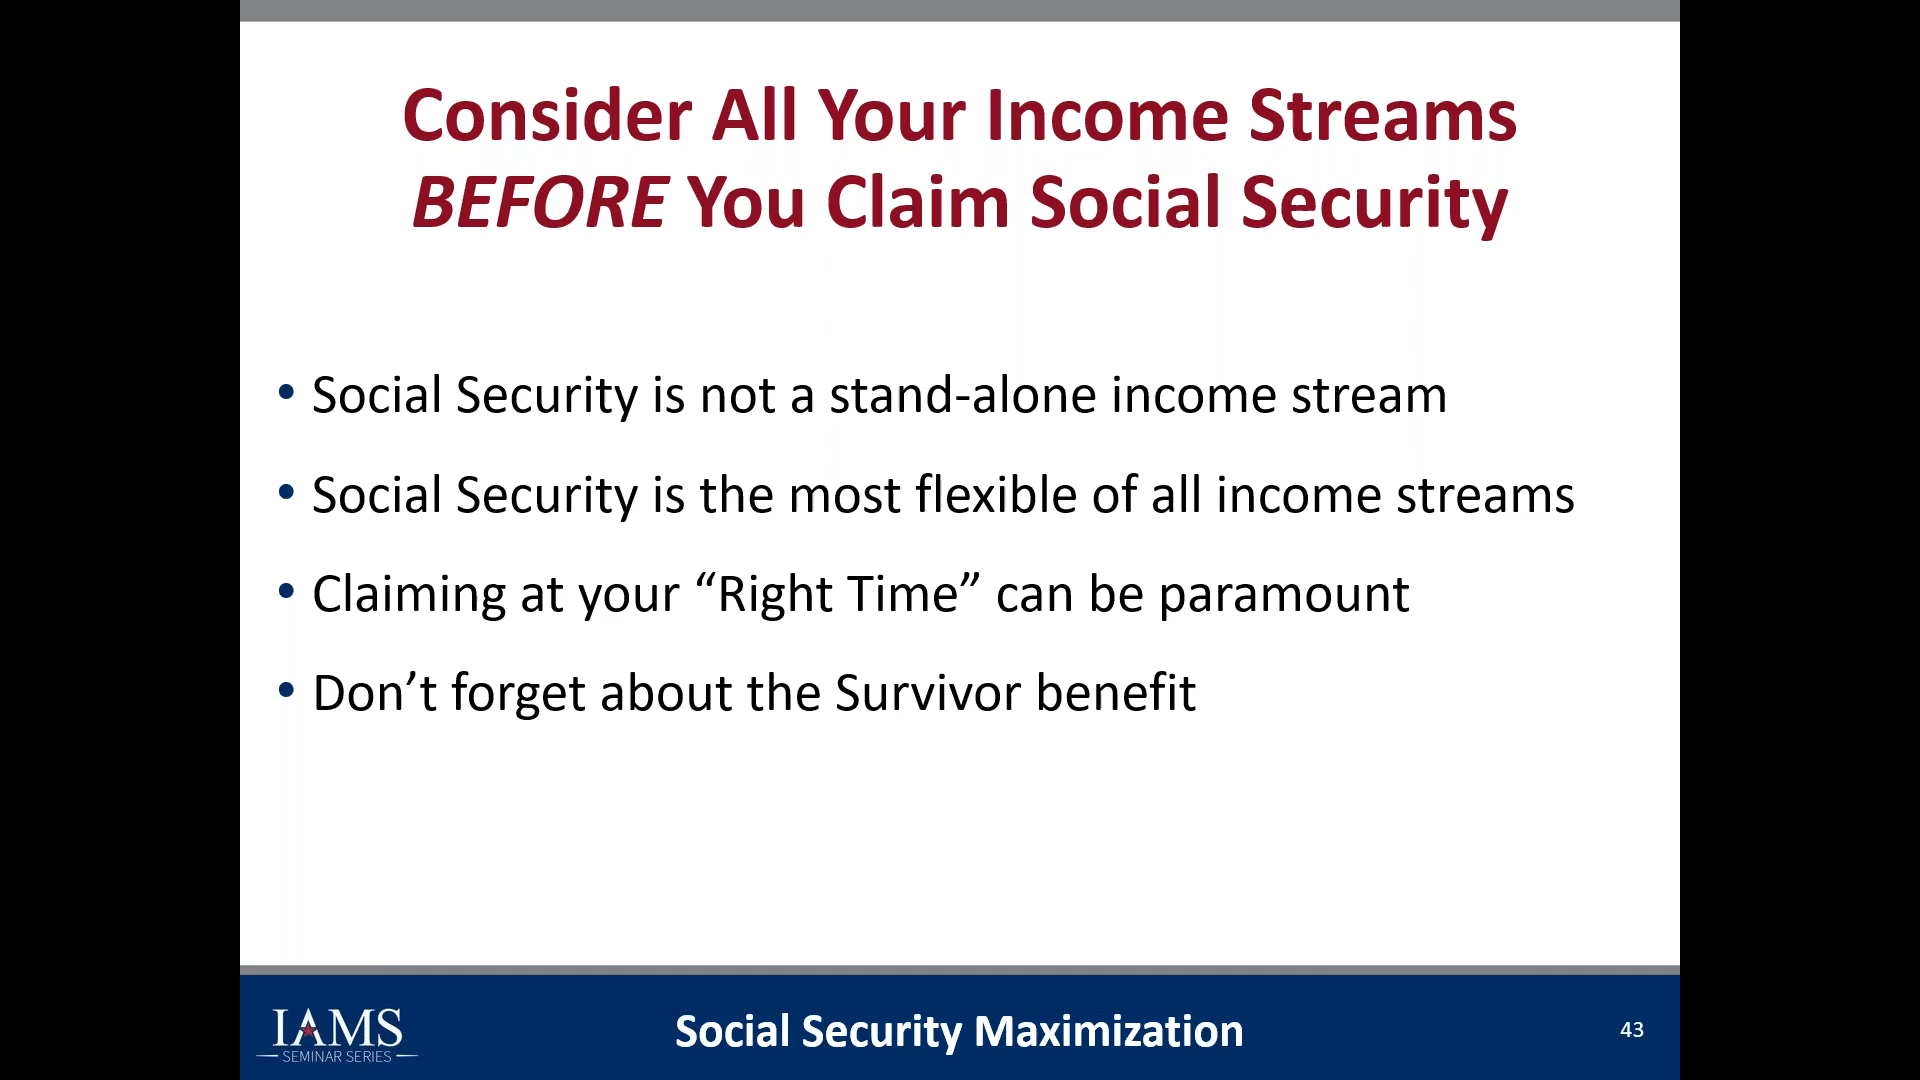 Consider All Your Income Streams
BEFORE You Claim Social Security
• Social Security is not a stand-alone income stream
• Social Security is the most flexible of all income streams
• Claiming at your “Right Time” can be paramount
• Don’t forget about the Survivor benefit
IAMS
SEMINAR SERIES
Social Security Maximization
43